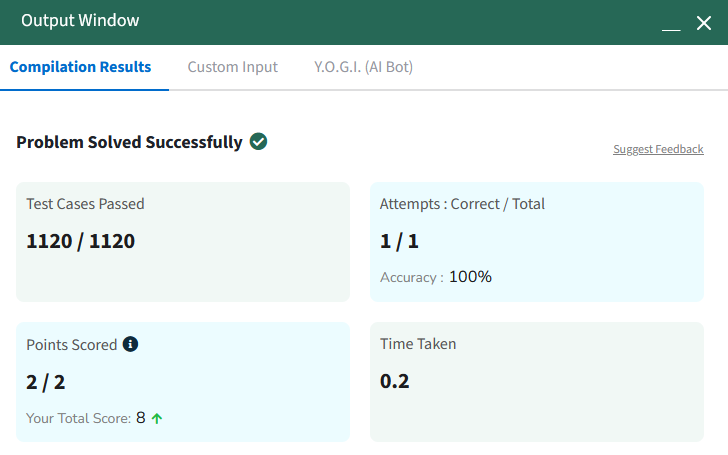 Output Window
Compilation Results Custom Input Y.O.G.I. (AI Bot)
Problem Solved Successfully
Suggest Feedback
Test Cases Passed
1120 / 1120
Attempts : Correct / Total
1 / 1
Accuracy : 100%
Points Scored
2 / 2
Your Total Score: 8
Time Taken
0.2